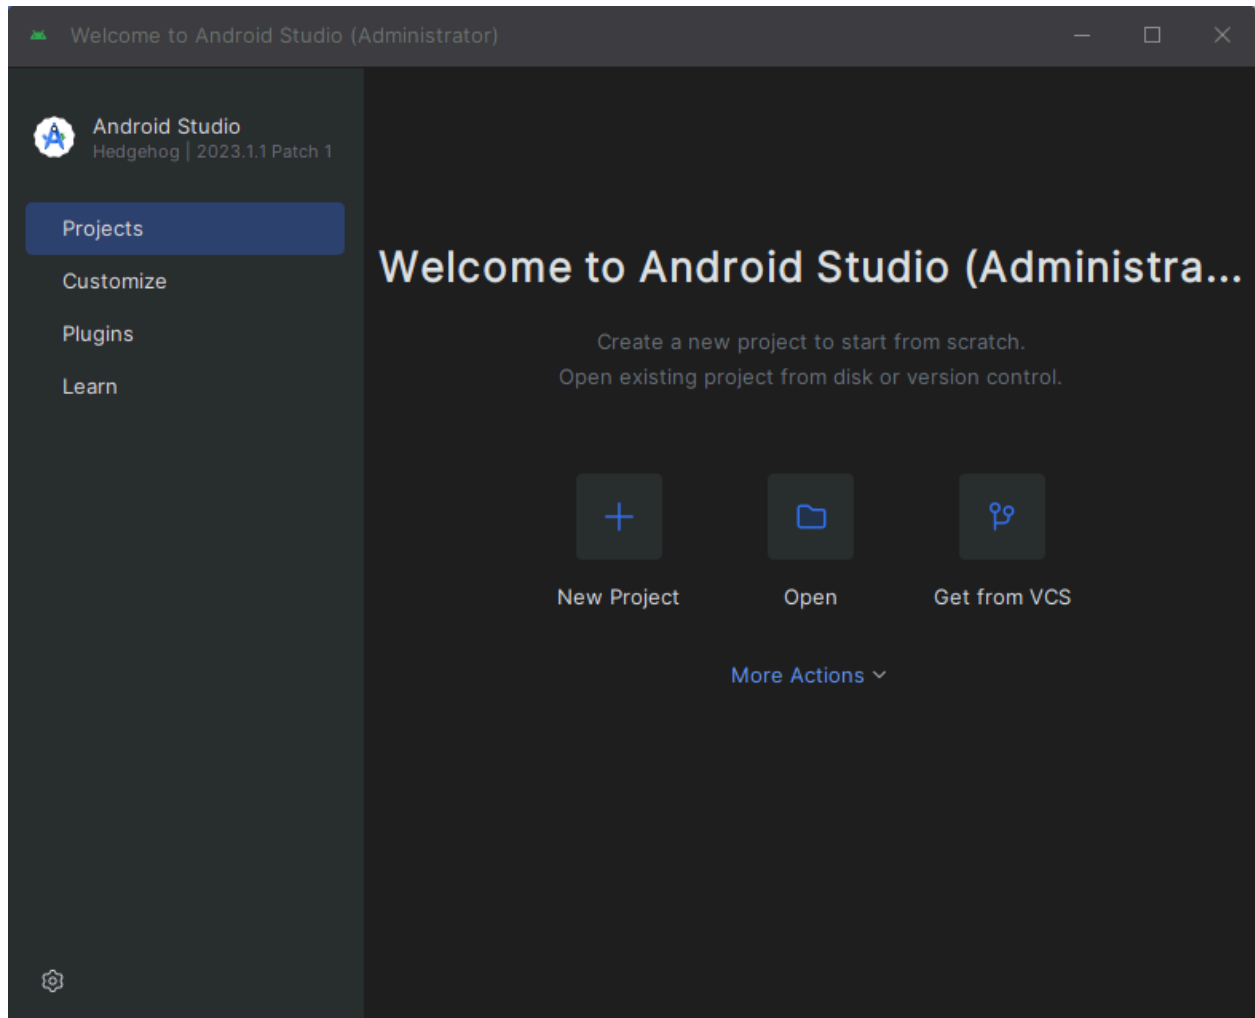 Welcome to Android Studio (Administrator)
Android Studio
Hedgehog | 2023.1.1 Patch 1
Projects
Customize
Plugins
Learn
Welcome to Android Studio (Administra...
Create a new project to start from scratch.
Open existing project from disk or version control.
New Project
Open
Get from VCS
More Actions